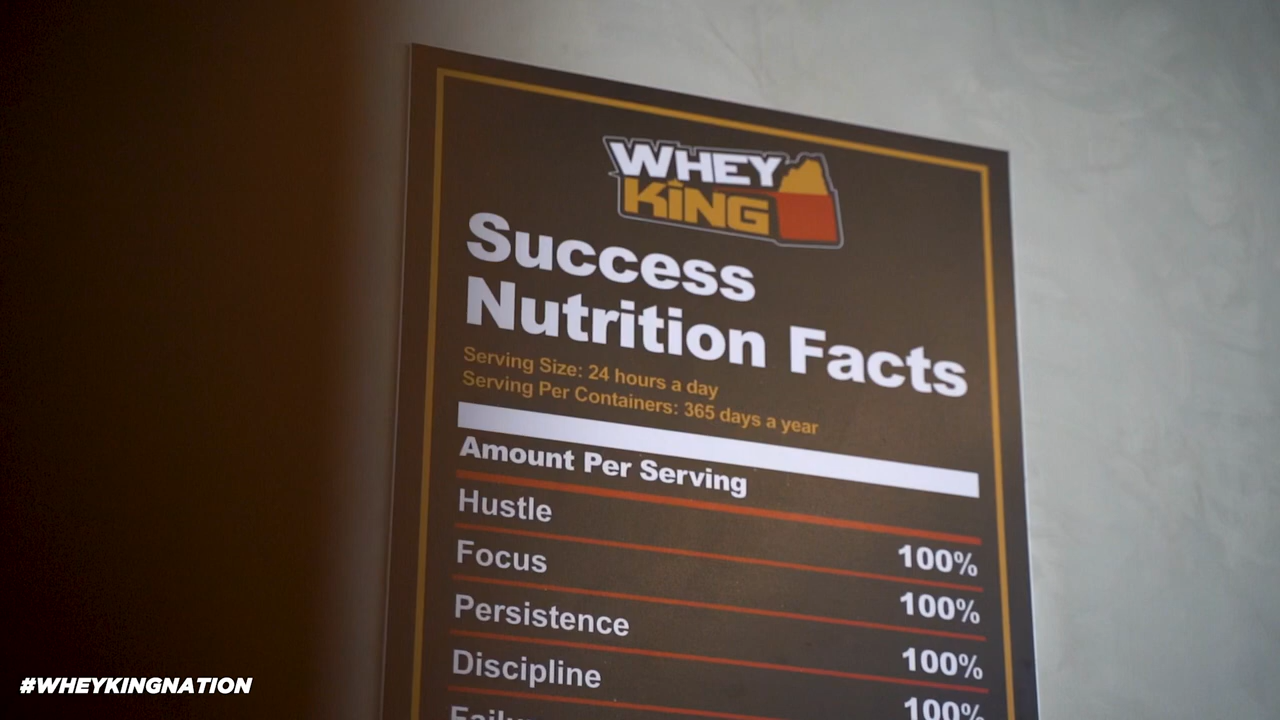 WHEY
KING
Success
Nutrition Facts
Serving Size: 24 hours a day
Serving Per Containers: 365 days a year
Amount Per Serving
Hustle 100%
Focus 100%
Persistence 100%
Discipline 100%
#WHEYKINGNATION